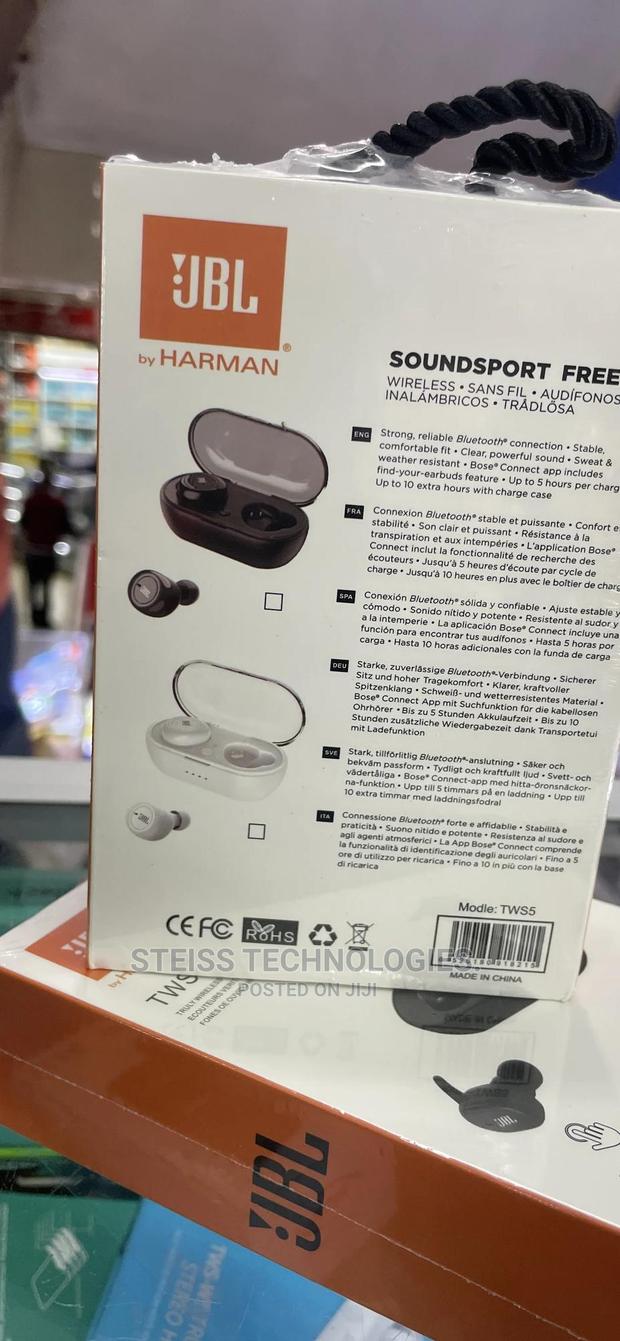 JBL
by HARMAN®
SOUNDSPORT FREE
WIRELESS • SANS FIL • AUDÍFONOS
INALÁMBRICOS • TRÅDLÖSA
ENG
Strong, reliable Bluetooth® connection • Stable,
comfortable fit • Clear, powerful sound • Sweat &
weather resistant • Bose® Connect app includes
find-your-earbuds feature • Up to 5 hours per charg
Up to 10 extra hours with charge case
FRA
Connexion Bluetooth® stable et puissante • Confort e
stabilité • Son clair et puissant • Résistance à la
transpiration et aux intempéries • L'application Bose®
Connect inclut la fonctionnalité de recherche des
écouteurs • Jusqu'à 5 heures d'écoute par cycle de
charge • Jusqu'à 10 heures en plus avec le boîtier de charg
SPA
Conexión Bluetooth® sólida y confiable • Ajuste estable y
cómodo • Sonido nítido y potente • Resistente al sudor y
a la intemperie • La aplicación Bose® Connect incluye una
función para encontrar tus audífonos • Hasta 5 horas por
carga • Hasta 10 horas adicionales con la funda de carga
DEU
Starke, zuverlässige Bluetooth®-Verbindung • Sicherer
Sitz und hoher Tragekomfort • Klarer, kraftvoller
Spitzenklang • Schweiß- und wetterresistentes Material •
Bose® Connect App mit Suchfunktion für die kabellosen
Ohrhörer • Bis zu 5 Stunden Akkulaufzeit • Bis zu 10
Stunden zusätzliche Wiedergabezeit dank Transportetui
mit Ladefunktion
SVE
Stark, tillförlitlig Bluetooth®-anslutning • Säker och
bekväm passform • Tydligt och kraftfullt ljud • Svett- och
vädertåliga • Bose® Connect-app med hitta-öronsnäckor-
na-funktion • Upp till 5 timmars på en laddning • Upp till
10 extra timmar med laddningsfodral
ITA
Connessione Bluetooth® forte e affidabile • Stabilità e
praticità • Suono nitido e potente • Resistenza al sudore e
agli agenti atmosferici • La App Bose® Connect comprende
la funzionalità di identificazione degli auricolari • Fino a 5
ore di utilizzo per ricarica • Fino a 10 in più con la base
di ricarica
CE FC RoHS
Modle: TWS5
MADE IN CHINA
STEISS TECHNOLOGIES
POSTED ON JIJI
TWS
TRULY WIRELESS
JBL
JBL